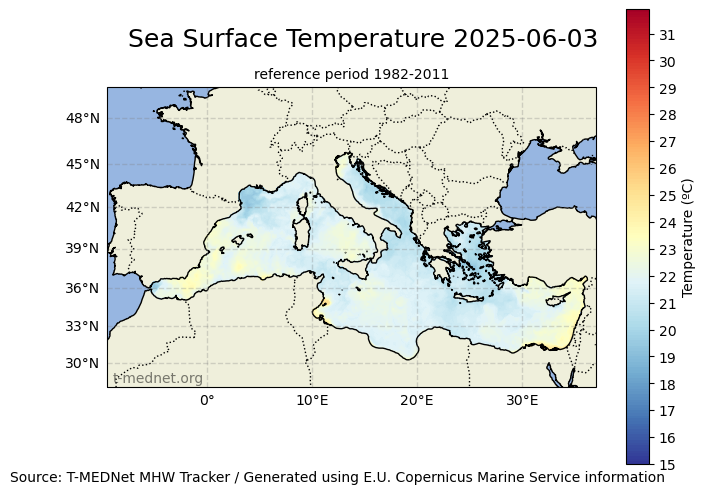 Sea Surface Temperature 2025-06-03
reference period 1982-2011
48°N
45°N
42°N
39°N
36°N
33°N
30°N
0°
10°E
20°E
30°E
t-mednet.org
31
30
29
28
27
26
25
24
23
22
21
20
19
18
17
16
15
Temperature (ºC)
Source: T-MEDNet MHW Tracker / Generated using E.U. Copernicus Marine Service information